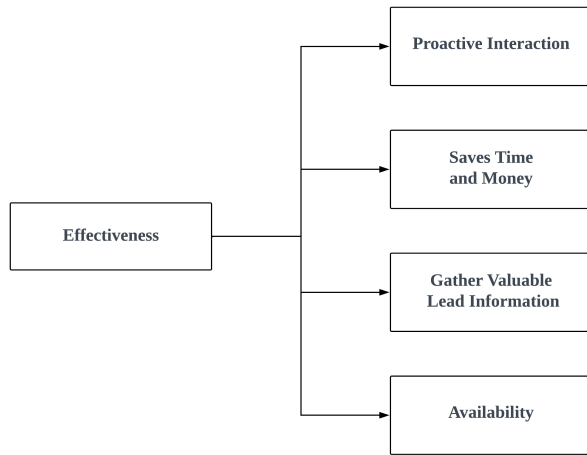 Proactive Interaction
Saves Time
and Money
Effectiveness
Gather Valuable
Lead Information
Availability